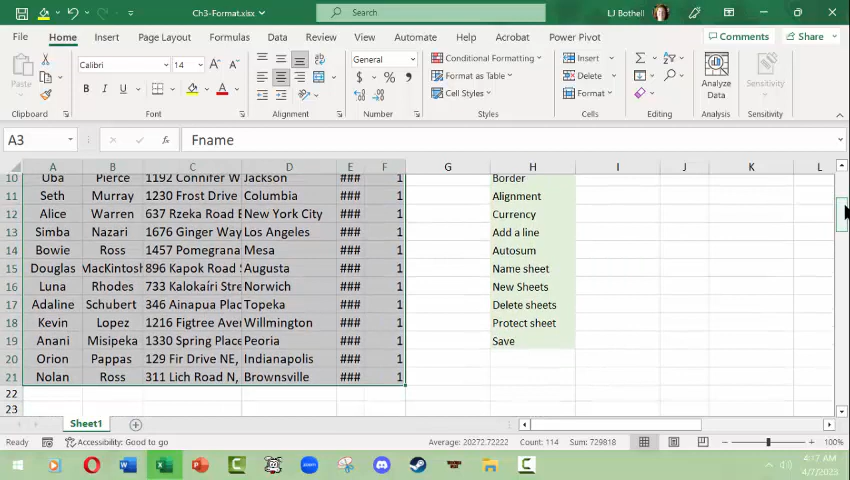 Ch3-Format.xlsx
Search
LJ Bothell
File Home Insert Page Layout Formulas Data Review View Automate Help Acrobat Power Pivot Comments Share
Paste
Clipboard
Calibri 14
B I U
Font
Alignment
General
$ % 9
Number
Conditional Formatting
Format as Table
Cell Styles
Styles
Insert
Delete
Format
Cells
Editing
Analyze Data
Analysis
Sensitivity
Sensitivity
A3 fx Fname
A B C D E F G H I J K L
10 Uba Pierce 1192 Connifer W Jackson ### 1 Border
11 Seth Murray 1230 Frost Drive Columbia ### 1 Alignment
12 Alice Warren 637 Rzeka Road E New York City ### 1 Currency
13 Simba Nazari 1676 Ginger Way Los Angeles ### 1 Add a line
14 Bowie Ross 1457 Pomegrana Mesa ### 1 Autosum
15 Douglas MacKintosh 896 Kapok Road S Augusta ### 1 Name sheet
16 Luna Rhodes 733 Kalokaíri Stre Norwich ### 1 New Sheets
17 Adaline Schubert 346 Ainapua Plac Topeka ### 1 Delete sheets
18 Kevin Lopez 1216 Figtree Aven Willmington ### 1 Protect sheet
19 Anani Misipeka 1330 Spring Place Peoria ### 1 Save
20 Orion Pappas 129 Fir Drive NE, Indianapolis ### 1
21 Nolan Ross 311 Lich Road N, Brownsville ### 1
22
23
Sheet1
Ready Accessibility: Good to go Average: 20272.72222 Count: 114 Sum: 729818 100%
4:17 AM